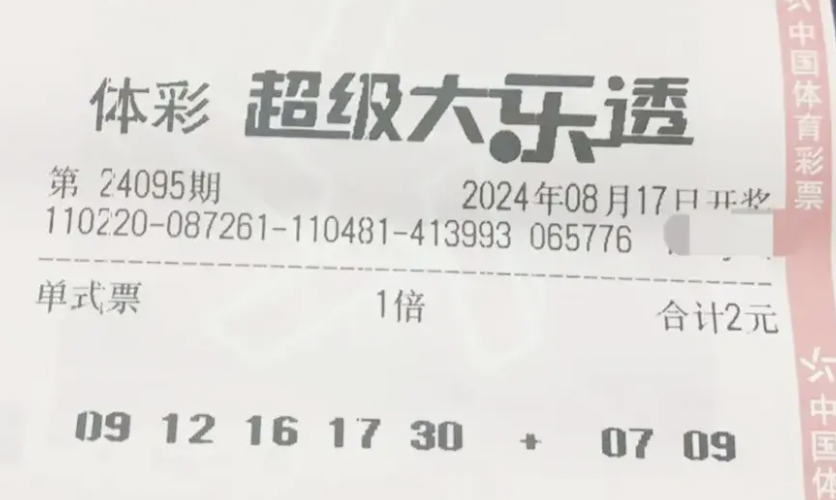 体彩 超级大乐透
第 24095期 2024年08月17日开奖
110220-087261-110481-413993 065776
单式票 1倍 合计2元
09 12 16 17 30 + 07 09
中国体育彩票
中国体